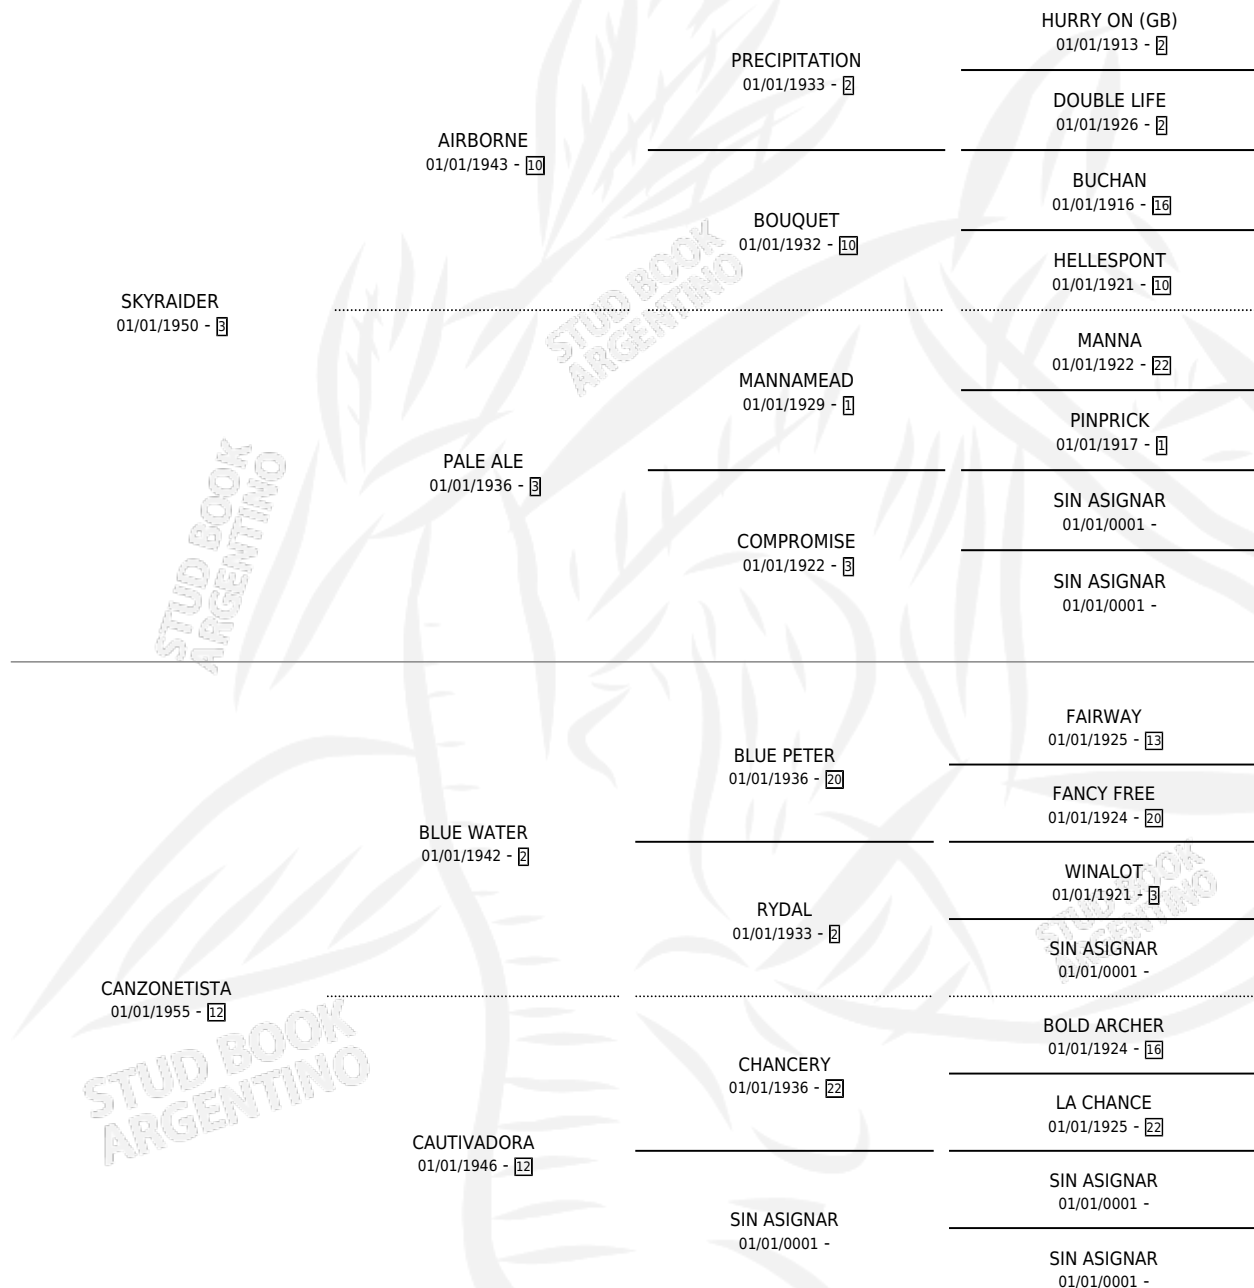 HURRY ON (GB)
01/01/1913 - 2
PRECIPITATION
01/01/1933 - 2
DOUBLE LIFE
01/01/1926 - 2
AIRBORNE
01/01/1943 - 10
BUCHAN
01/01/1916 - 16
BOUQUET
01/01/1932 - 10
HELLESPONT
01/01/1921 - 10
SKYRAIDER
01/01/1950 - 3
MANNA
01/01/1922 - 22
MANNAMEAD
01/01/1929 - 1
PINPRICK
01/01/1917 - 1
PALE ALE
01/01/1936 - 3
SIN ASIGNAR
01/01/0001 -
COMPROMISE
01/01/1922 - 3
SIN ASIGNAR
01/01/0001 -
STUD BOOK
ARGENTINO
STUD BOOK
ARGENTINO
FAIRWAY
01/01/1925 - 13
BLUE PETER
01/01/1936 - 20
FANCY FREE
01/01/1924 - 20
BLUE WATER
01/01/1942 - 2
WINALOT
01/01/1921 - 3
RYDAL
01/01/1933 - 2
SIN ASIGNAR
01/01/0001 -
STUD BOOK
ARGENTINO
CANZONETISTA
01/01/1955 - 12
BOLD ARCHER
01/01/1924 - 16
CHANCERY
01/01/1936 - 22
LA CHANCE
01/01/1925 - 22
CAUTIVADORA
01/01/1946 - 12
SIN ASIGNAR
01/01/0001 -
SIN ASIGNAR
01/01/0001 -
SIN ASIGNAR
01/01/0001 -
STUD BOOK
ARGENTINO